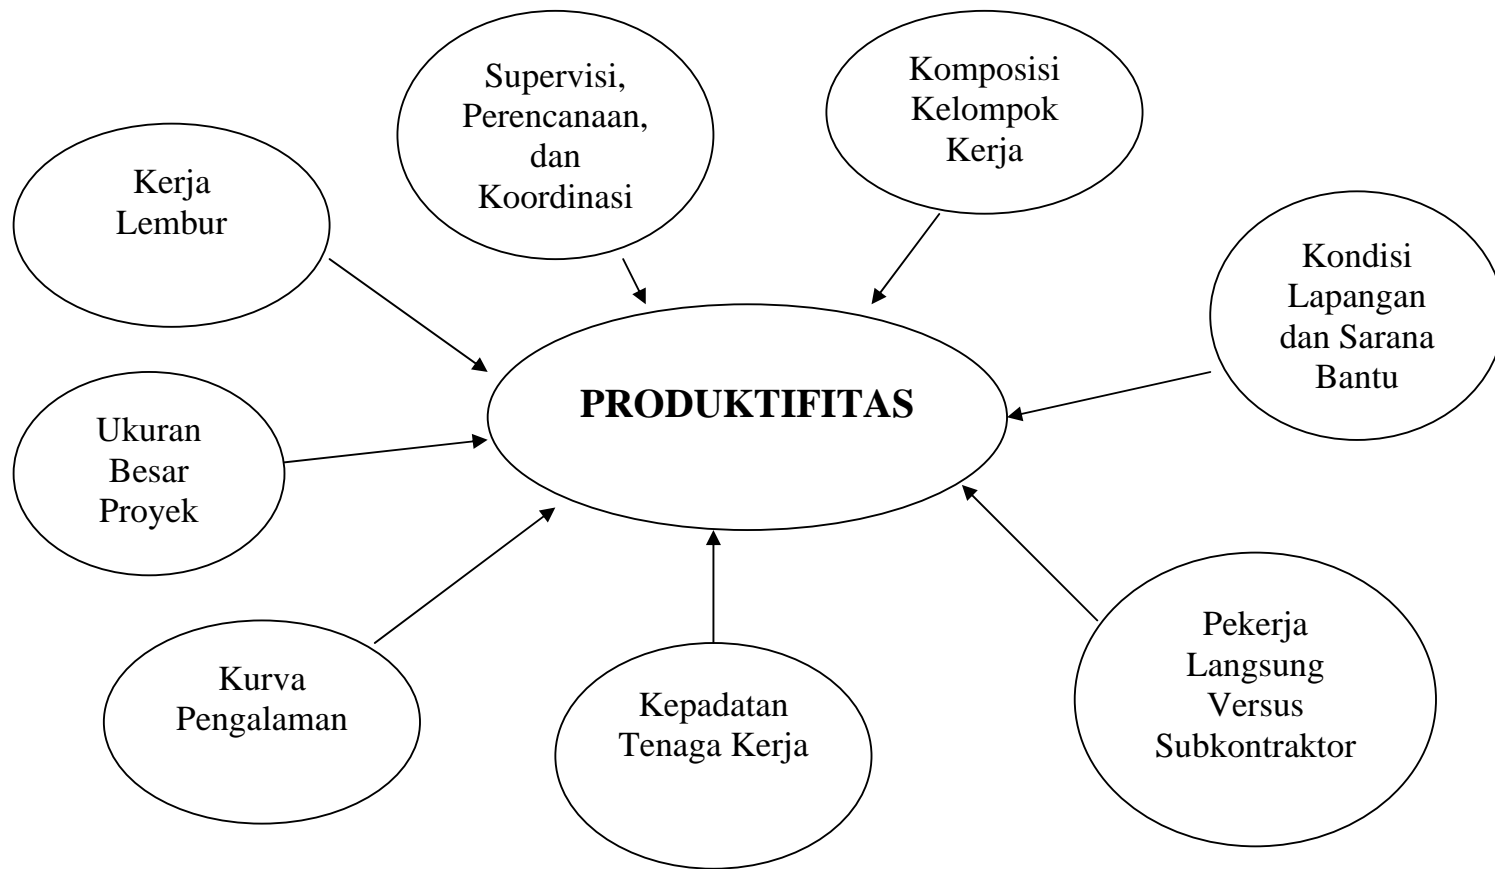 Supervisi,
Perencanaan,
dan
Koordinasi
Komposisi
Kelompok
Kerja
Kerja
Lembur
Kondisi
Lapangan
dan Sarana
Bantu
PRODUKTIFITAS
Ukuran
Besar
Proyek
Kurva
Pengalaman
Kepadatan
Tenaga Kerja
Pekerja
Langsung
Versus
Subkontraktor